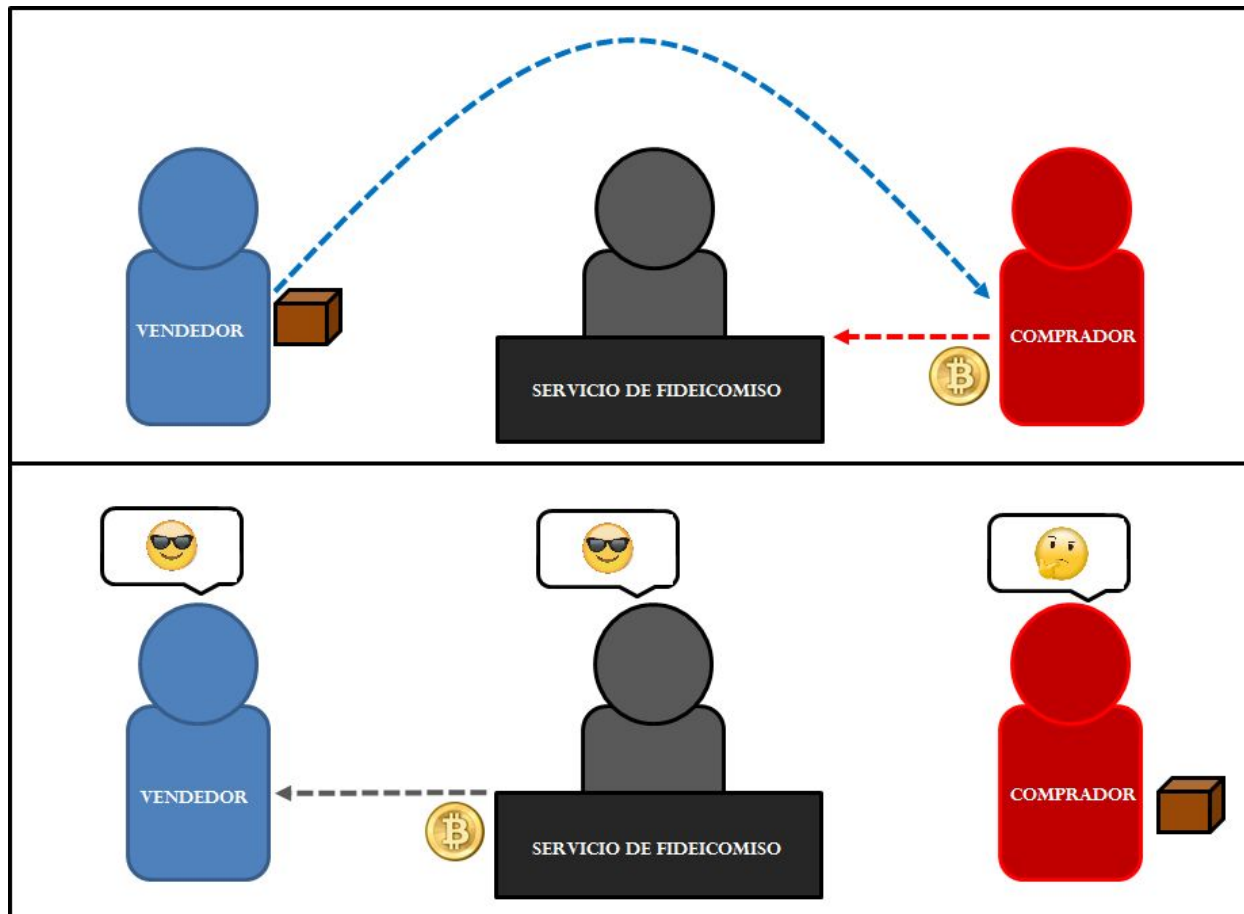 VENDEDOR
SERVICIO DE FIDEICOMISO
COMPRADOR
VENDEDOR
SERVICIO DE FIDEICOMISO
COMPRADOR